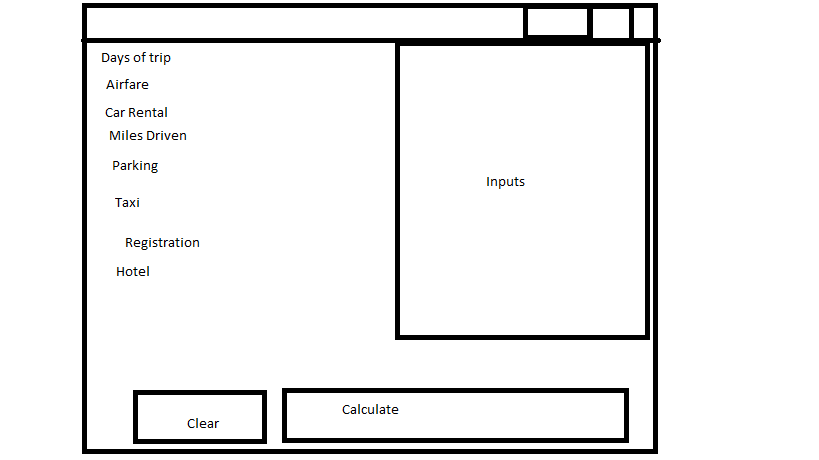 Days of trip
Airfare
Car Rental
Miles Driven
Parking
Inputs
Taxi
Registration
Hotel
Calculate
Clear